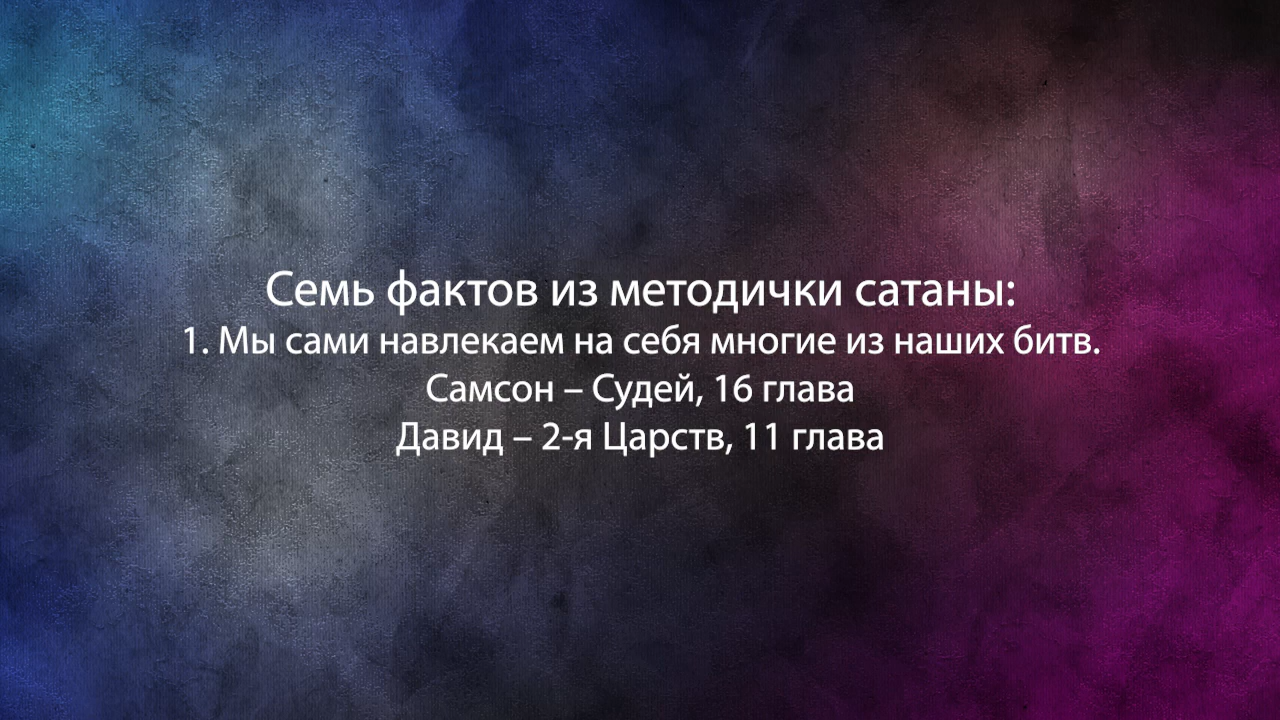 Семь фактов из методички сатаны:
1. Мы сами навлекаем на себя многие из наших битв.
Самсон – Судей, 16 глава
Давид – 2-я Царств, 11 глава